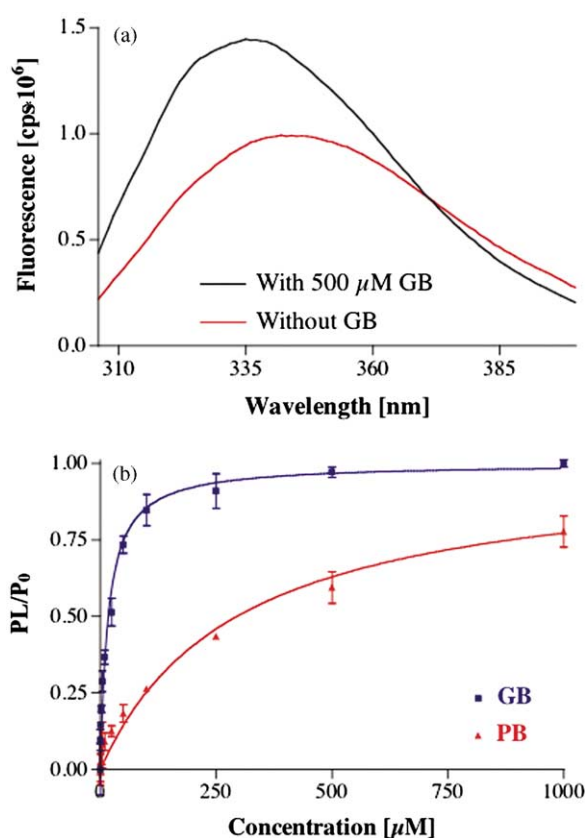 (a)
Fluorescence [cps*10⁶]
1.5
1.0
0.5
0.0
With 500 µM GB
Without GB
310 335 360 385
Wavelength [nm]
(b)
PL/P₀
1.00
0.75
0.50
0.25
0.00
GB
PB
0 250 500 750 1000
Concentration [µM]